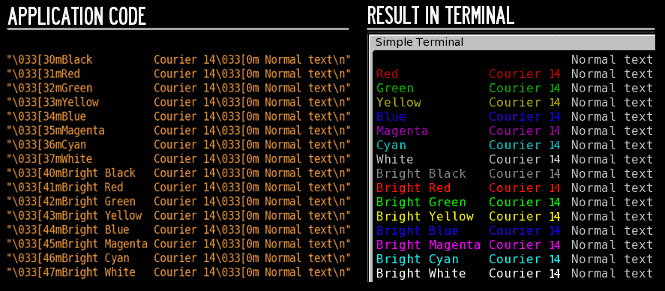 APPLICATION CODE
"\033[30mBlack Courier 14\033[0m Normal text\n"
"\033[31mRed Courier 14\033[0m Normal text\n"
"\033[32mGreen Courier 14\033[0m Normal text\n"
"\033[33mYellow Courier 14\033[0m Normal text\n"
"\033[34mBlue Courier 14\033[0m Normal text\n"
"\033[35mMagenta Courier 14\033[0m Normal text\n"
"\033[36mCyan Courier 14\033[0m Normal text\n"
"\033[37mWhite Courier 14\033[0m Normal text\n"
"\033[40mBright Black Courier 14\033[0m Normal text\n"
"\033[41mBright Red Courier 14\033[0m Normal text\n"
"\033[42mBright Green Courier 14\033[0m Normal text\n"
"\033[43mBright Yellow Courier 14\033[0m Normal text\n"
"\033[44mBright Blue Courier 14\033[0m Normal text\n"
"\033[45mBright Magenta Courier 14\033[0m Normal text\n"
"\033[46mBright Cyan Courier 14\033[0m Normal text\n"
"\033[47mBright White Courier 14\033[0m Normal text\n"
RESULT IN TERMINAL
Simple Terminal
Normal text
Red Courier 14 Normal text
Green Courier 14 Normal text
Yellow Courier 14 Normal text
Blue Courier 14 Normal text
Magenta Courier 14 Normal text
Cyan Courier 14 Normal text
White Courier 14 Normal text
Bright Black Courier 14 Normal text
Bright Red Courier 14 Normal text
Bright Green Courier 14 Normal text
Bright Yellow Courier 14 Normal text
Bright Blue Courier 14 Normal text
Bright Magenta Courier 14 Normal text
Bright Cyan Courier 14 Normal text
Bright White Courier 14 Normal text